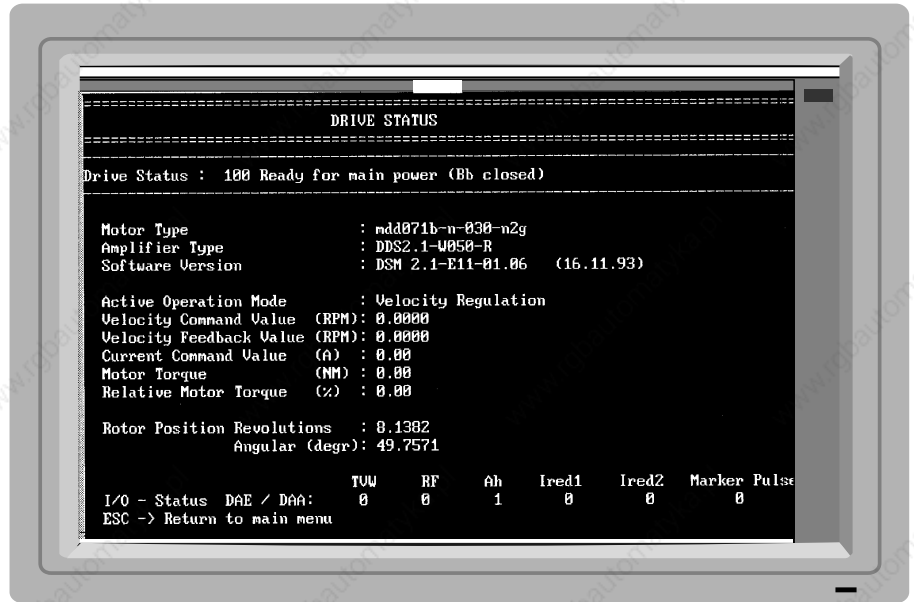 DRIVE STATUS
Drive Status : 100 Ready for main power (Bb closed)
Motor Type : mdd071b-n-030-n2g
Amplifier Type : DDS2.1-W050-R
Software Version : DSM 2.1-E11-01.06 (16.11.93)
Active Operation Mode : Velocity Regulation
Velocity Command Value (RPM): 0.0000
Velocity Feedback Value (RPM): 0.0000
Current Command Value (A) : 0.00
Motor Torque (NM) : 0.00
Relative Motor Torque (%) : 0.00
Rotor Position Revolutions : 8.1382
Angular (degr): 49.7571
TVW RF Ah Ired1 Ired2 Marker Pulse
I/O - Status DAE / DAA: 0 0 1 0 0 0
ESC -> Return to main menu